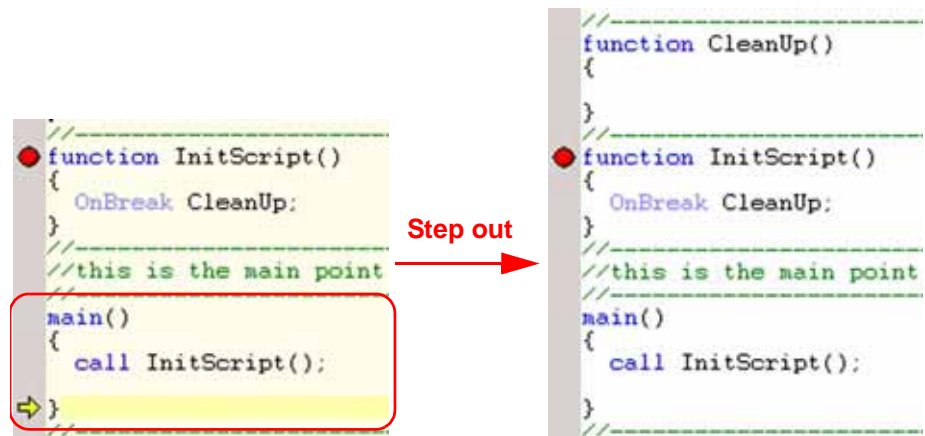 //-------------------------
function InitScript()
{
OnBreak CleanUp;
}
//-------------------------
//this is the main point
//-------------------------
main()
{
call InitScript();
}
//-------------------------
Step out
//-------------------------
function CleanUp()
{
}
//-------------------------
function InitScript()
{
OnBreak CleanUp;
}
//-------------------------
//this is the main point
//-------------------------
main()
{
call InitScript();
}
//-------------------------